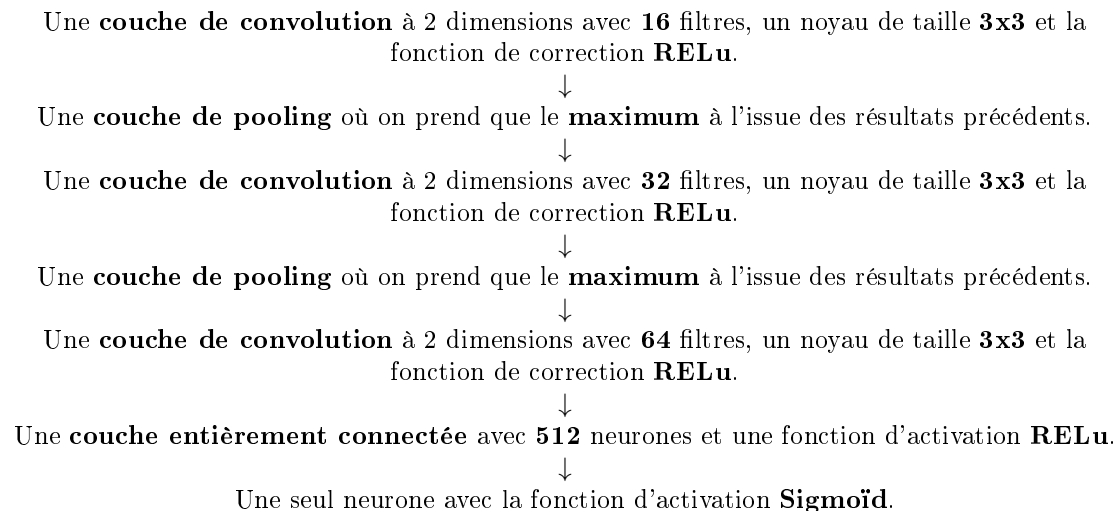 Une couche de convolution à 2 dimensions avec 16 filtres, un noyau de taille 3x3 et la
fonction de correction RELu.
↓
Une couche de pooling où on prend que le maximum à l'issue des résultats précédents.
↓
Une couche de convolution à 2 dimensions avec 32 filtres, un noyau de taille 3x3 et la
fonction de correction RELu.
↓
Une couche de pooling où on prend que le maximum à l'issue des résultats précédents.
↓
Une couche de convolution à 2 dimensions avec 64 filtres, un noyau de taille 3x3 et la
fonction de correction RELu.
↓
Une couche entièrement connectée avec 512 neurones et une fonction d'activation RELu.
↓
Une seul neurone avec la fonction d'activation Sigmoïd.